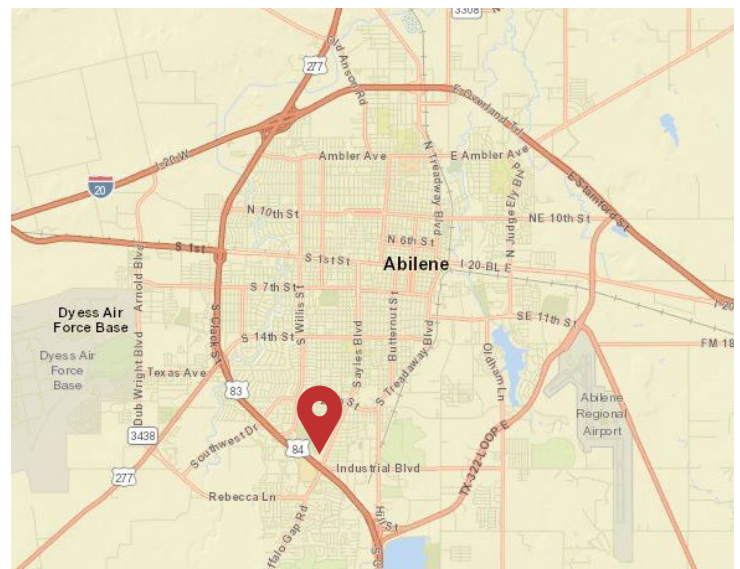 3308
277
Old Anson Rd
E Overland Trl
I-20 W
20
Ambler Ave
E Ambler Ave
N Treadway Blvd
N Judge Ely Blvd
E Stamford St
N 10th St
NE 10th St
N 6th St
S 1st
S 1st St
Abilene
I-20-BL E
I-20
S 7th St
Arnold Blvd
Dyess Air
Force Base
S Willis St
S Clack St
S 14th St
Sayles Blvd
Butternut St
S Treadaway Blvd
SE 11th St
FM 18
Dyess Air
Force
Base
Dub Wright Blvd
Texas Ave
Oldham Ln
83
Abilene
Regional
Airport
3438
Southwest Dr
84
Industrial Blvd
TX-322 LOOP E
277
Rebecca Ln
ffalo Gap Rd
Hill St